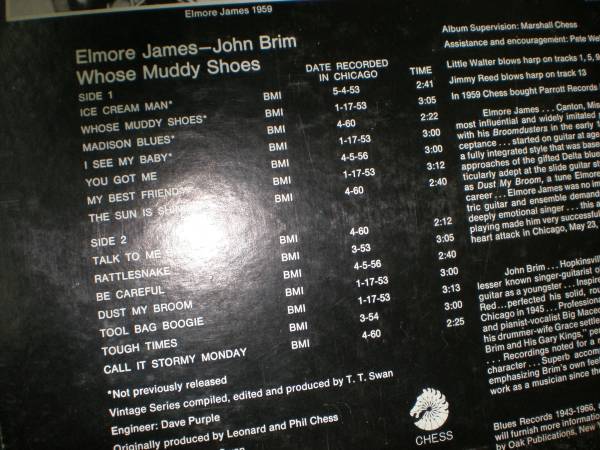 Elmore James 1959
Elmore James—John Brim
Whose Muddy Shoes
DATE RECORDED
IN CHICAGO
TIME
SIDE 1
ICE CREAM MAN* BMI 5-4-53 2:41
WHOSE MUDDY SHOES* BMI 1-17-53 3:05
MADISON BLUES* BMI 4-60 2:22
I SEE MY BABY* BMI 1-17-53 3:00
YOU GOT ME BMI 4-5-56 3:00
MY BEST FRIEND BMI 1-17-53 3:12
THE SUN IS BMI 4-60 2:40
SIDE 2
TALK TO ME BMI 4-60 2:12
RATTLESNAKE BMI 3-53 3:05
BE CAREFUL BMI 4-5-56 2:40
DUST MY BROOM BMI 1-17-53 3:00
TOOL BAG BOOGIE BMI 1-17-53 3:13
TOUGH TIMES BMI 3-54 3:00
CALL IT STORMY MONDAY BMI 4-60 2:25
*Not previously released
Vintage Series compiled, edited and produced by T. T. Swan
Engineer: Dave Purple
Originally produced by Leonard and Phil Chess
CHESS
Album Supervision: Marshall Chess
Assistance and encouragement: Pete
Little Walter blows harp on tracks 1, 5, 9
Jimmy Reed blows harp on track 13
In 1959 Chess bought Parrott Records
Elmore James . . . Canton,
most influential and widely imitated
with his Broomdusters in the early
ceptance . . . started on guitar at age
a fully integrated style that was
approaches of the gifted Delta
ticularly adept at the slide guitar
as Dust My Broom, a tune Elmore
career . . . Elmore James was no
tric guitar and ensemble
deeply emotional singer . . . this
playing made him very successful
heart attack in Chicago, May 23,
John Brim . . .
lesser known singer-guitarist
guitar as a youngster . . .
Red...perfected his solid,
Chicago in 1945 . . .
and pianist-vocalist Big
his drummer-wife Grace
Brim and His Gary Kings,"
. . . Recordings noted for a
character . . . Superb
emphasizing Brim's own
work as a musician since
Blues Records 1943-1966,
will furnish more
by Oak Publications, New